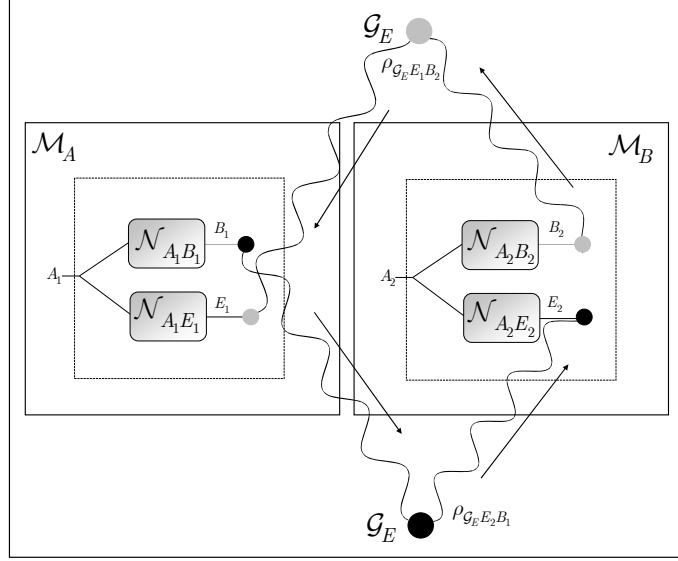 𝒢_E
ρ_{𝒢_E E_1 B_2}
ℳ_A
ℳ_B
𝒩_{A_1 B_1} B_1
𝒩_{A_2 B_2} B_2
A_1
A_2
𝒩_{A_1 E_1} E_1
𝒩_{A_2 E_2} E_2
𝒢_E
ρ_{𝒢_E E_2 B_1}